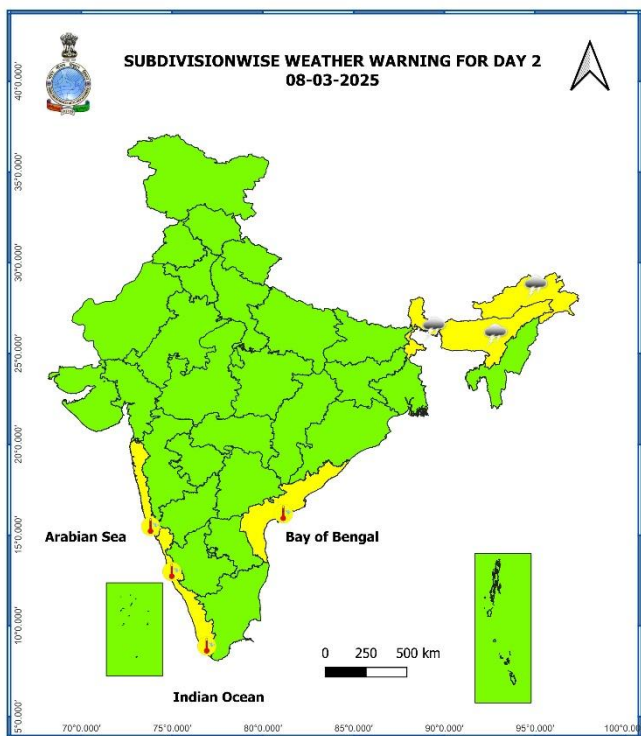 SUBDIVISIONWISE WEATHER WARNING FOR DAY 2
08-03-2025
40°0.000'
35°0.000'
30°0.000'
25°0.000'
20°0.000'
15°0.000'
10°0.000'
5°0.000'
Arabian Sea
Bay of Bengal
0 250 500 km
Indian Ocean
70°0.000' 75°0.000' 80°0.000' 85°0.000' 90°0.000' 95°0.000' 100°0.000'